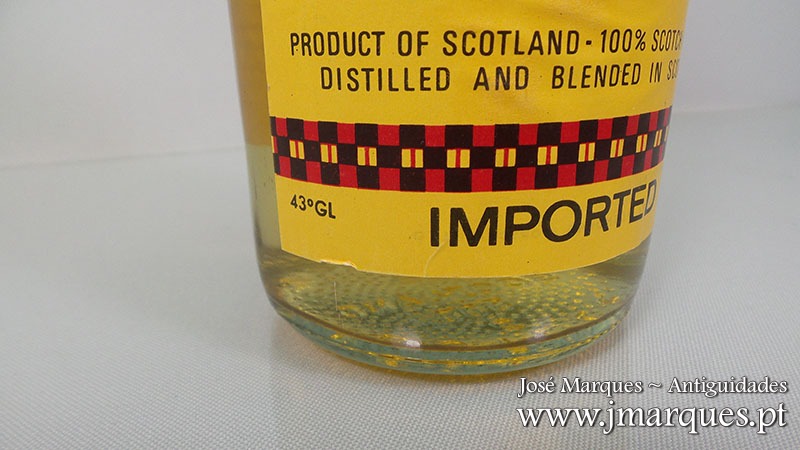 PRODUCT OF SCOTLAND - 100% SCOTCH
DISTILLED AND BLENDED IN
43ºGL
IMPORTED
José Marques ~ Antiguidades
www.jmarques.pt